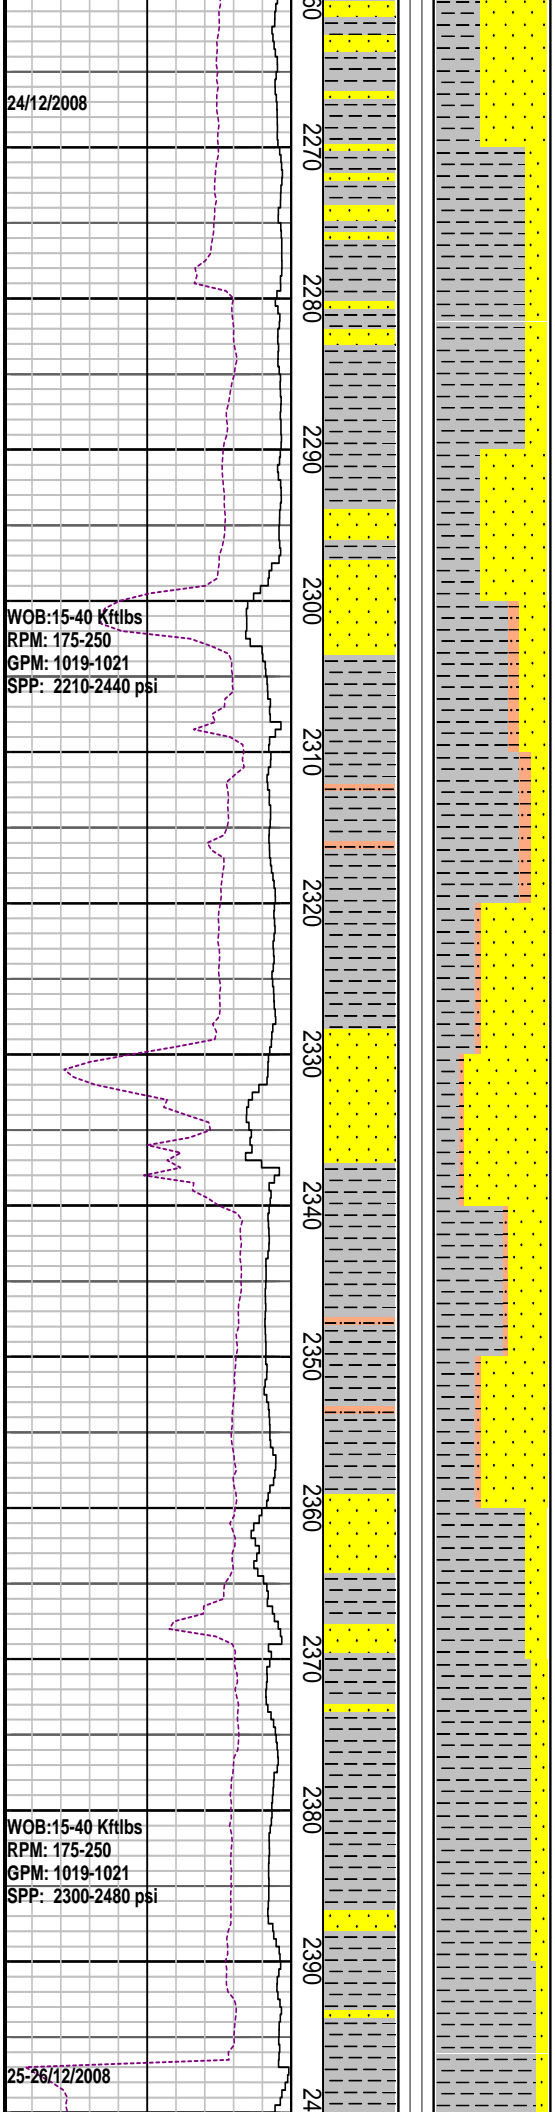 60
24/12/2008
2270
2280
2290
2300
WOB:15-40 Kftlbs
RPM: 175-250
GPM: 1019-1021
SPP: 2210-2440 psi
2310
2320
2330
2340
2350
2360
2370
2380
WOB:15-40 Kftlbs
RPM: 175-250
GPM: 1019-1021
SPP: 2300-2480 psi
2390
25-26/12/2008
24